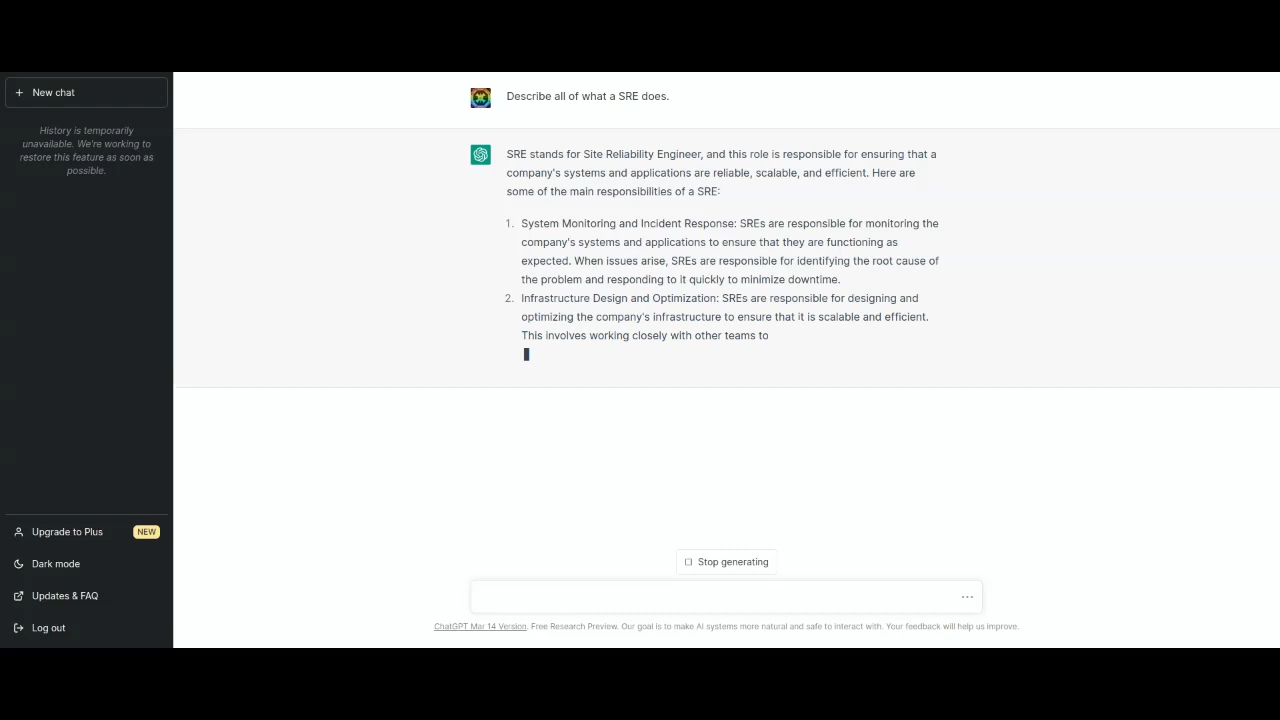 New chat
History is temporarily
unavailable. We're working to
restore this feature as soon as
possible.
Upgrade to Plus NEW
Dark mode
Updates & FAQ
Log out
Describe all of what a SRE does.
SRE stands for Site Reliability Engineer, and this role is responsible for ensuring that a
company's systems and applications are reliable, scalable, and efficient. Here are
some of the main responsibilities of a SRE:
1. System Monitoring and Incident Response: SREs are responsible for monitoring the
company's systems and applications to ensure that they are functioning as
expected. When issues arise, SREs are responsible for identifying the root cause of
the problem and responding to it quickly to minimize downtime.
2. Infrastructure Design and Optimization: SREs are responsible for designing and
optimizing the company's infrastructure to ensure that it is scalable and efficient.
This involves working closely with other teams to
Stop generating
ChatGPT Mar 14 Version. Free Research Preview. Our goal is to make AI systems more natural and safe to interact with. Your feedback will help us improve.